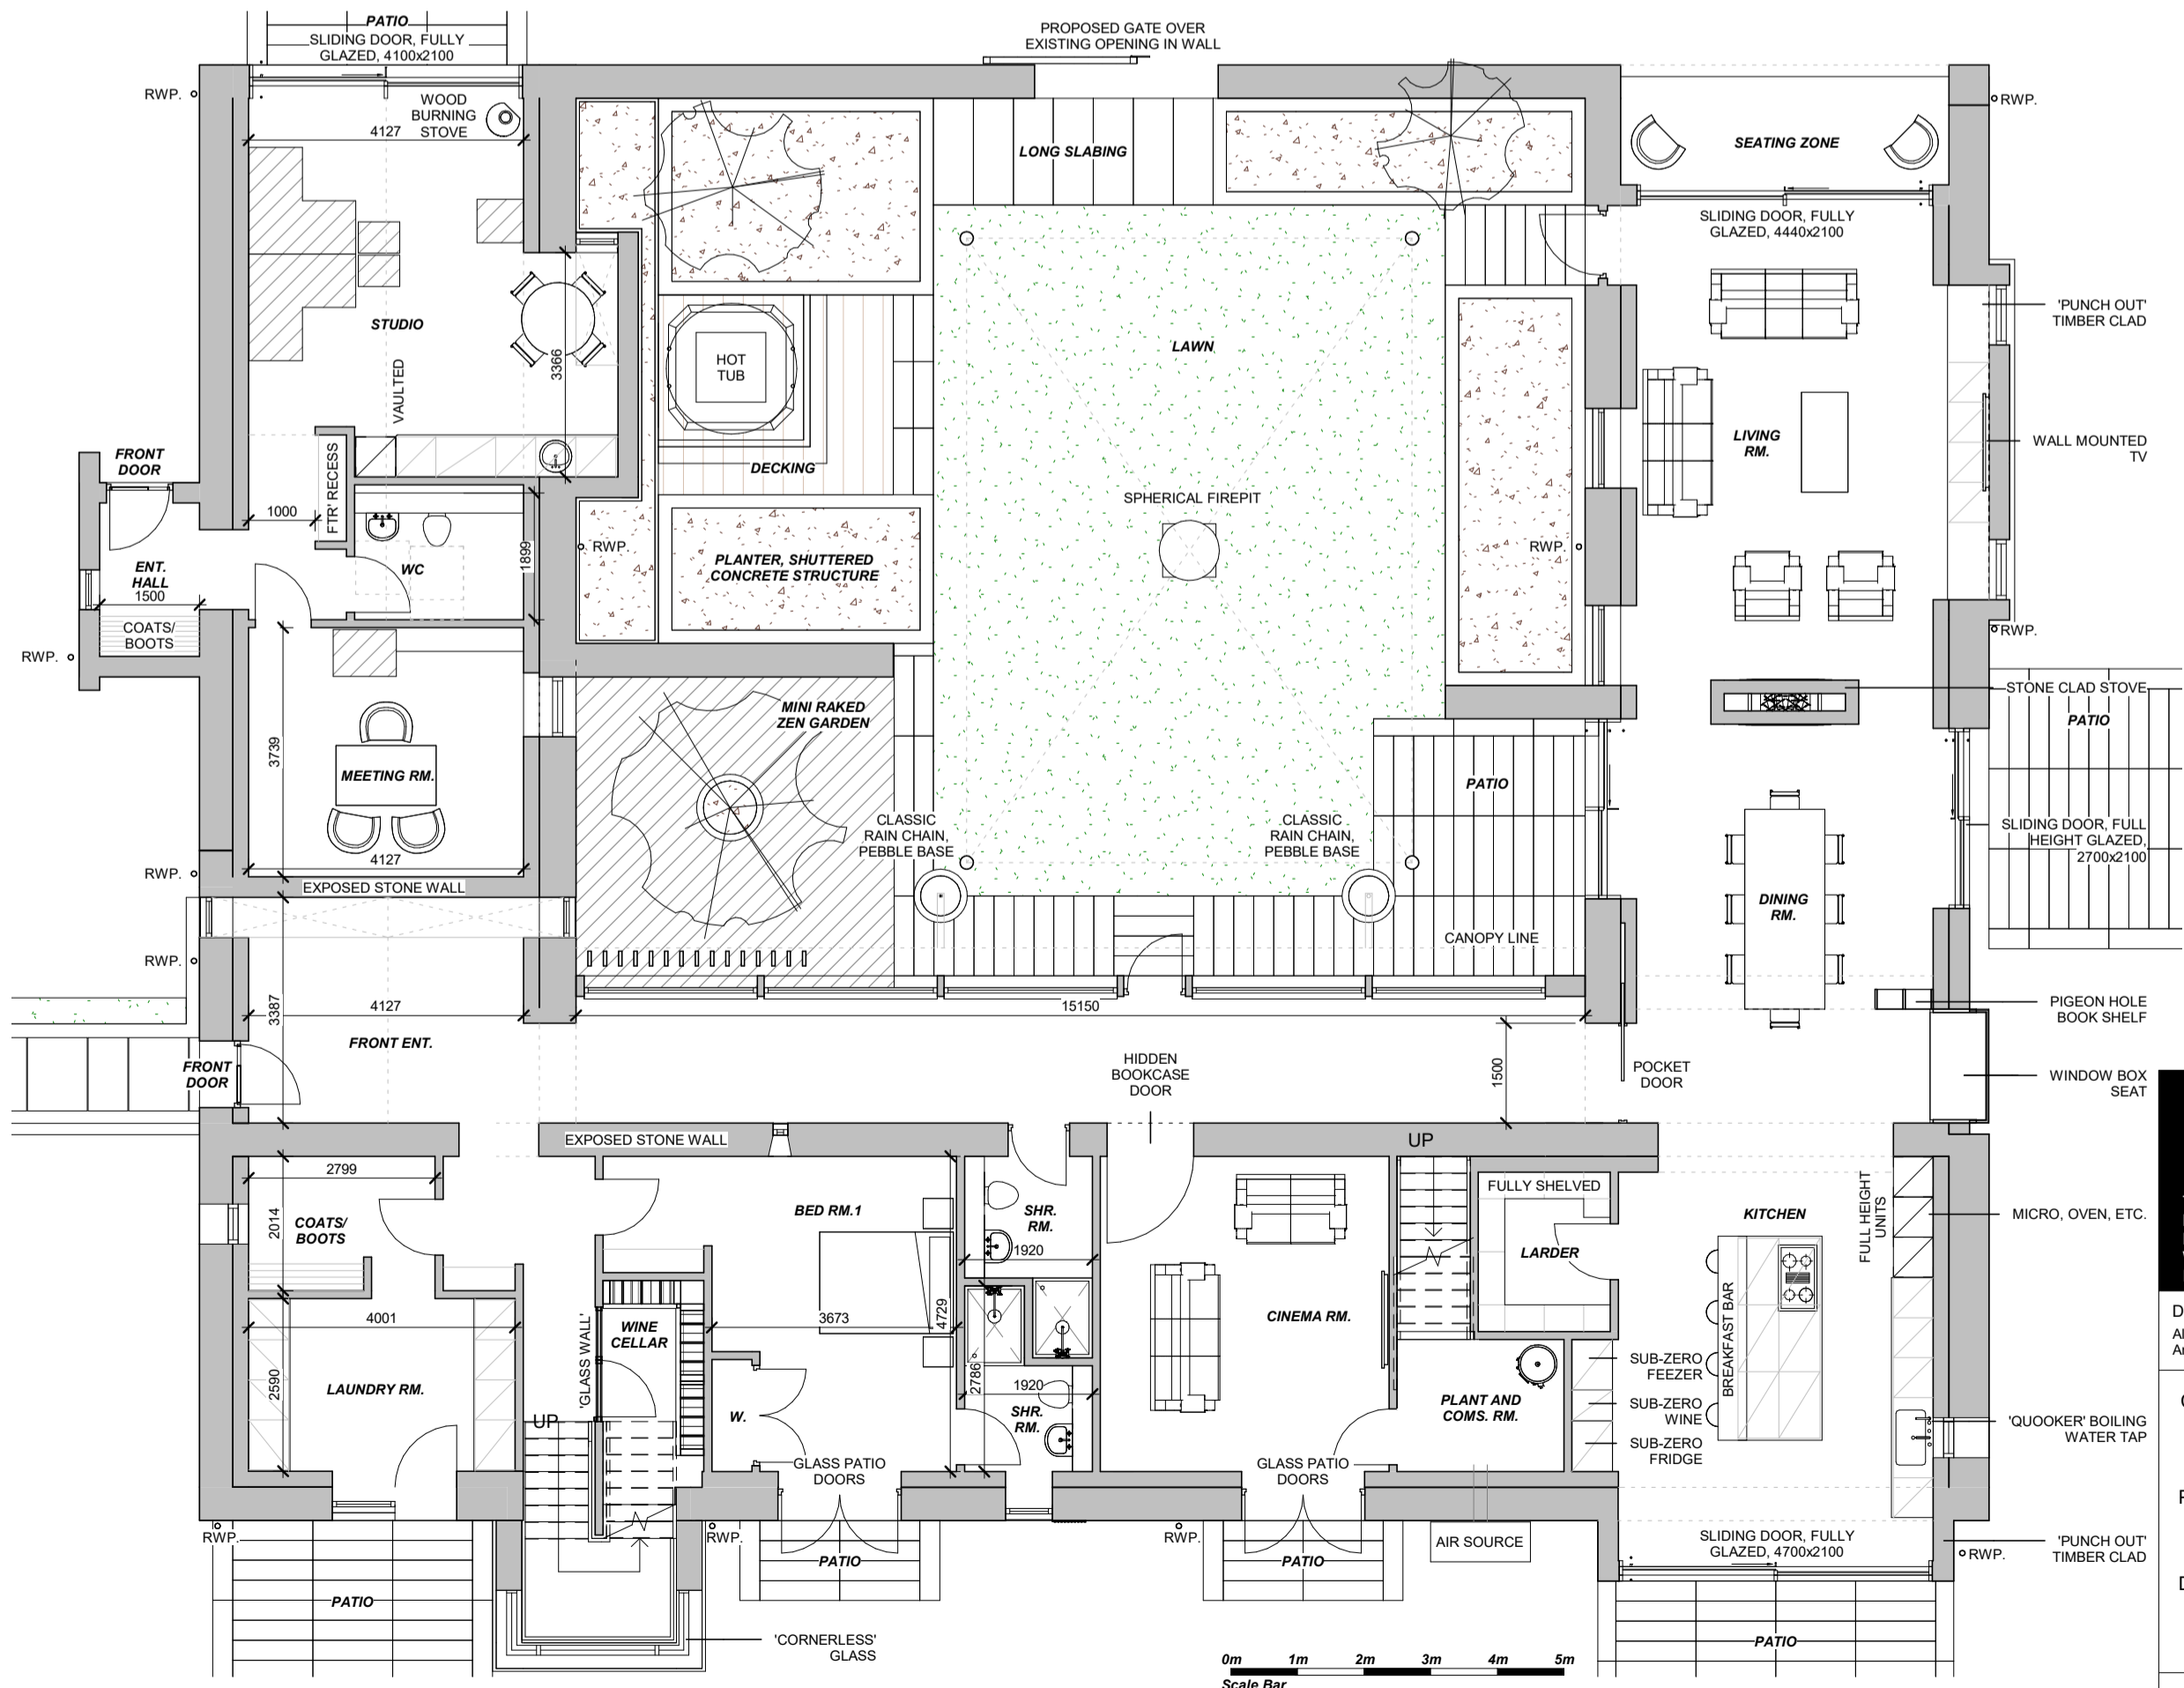 PATIO
SLIDING DOOR, FULLY
GLAZED, 4100x2100
PROPOSED GATE OVER
EXISTING OPENING IN WALL
RWP.
WOOD
BURNING
STOVE
4127
LONG SLABING
SEATING ZONE
RWP.
SLIDING DOOR, FULLY
GLAZED, 4440x2100
STUDIO
VAULTED
3366
HOT
TUB
LAWN
'PUNCH OUT'
TIMBER CLAD
LIVING
RM.
WALL MOUNTED
TV
FRONT
DOOR
DECKING
FTR' RECESS
1000
SPHERICAL FIREPIT
ENT.
HALL
1500
WC
1899
RWP.
PLANTER, SHUTTERED
CONCRETE STRUCTURE
RWP.
COATS/
BOOTS
RWP.
RWP.
MINI RAKED
ZEN GARDEN
STONE CLAD STOVE
PATIO
3739
MEETING RM.
PATIO
CLASSIC
RAIN CHAIN,
PEBBLE BASE
CLASSIC
RAIN CHAIN,
PEBBLE BASE
SLIDING DOOR, FULL
HEIGHT GLAZED,
2700x2100
RWP.
4127
EXPOSED STONE WALL
DINING
RM.
CANOPY LINE
RWP.
3387
4127
15150
PIGEON HOLE
BOOK SHELF
FRONT ENT.
FRONT
DOOR
HIDDEN
BOOKCASE
DOOR
1500
POCKET
DOOR
WINDOW BOX
SEAT
EXPOSED STONE WALL
UP
2799
2014
COATS/
BOOTS
BED RM.1
SHR.
RM.
1920
FULLY SHELVED
LARDER
KITCHEN
FULL HEIGHT
UNITS
MICRO, OVEN, ETC.
4001
'GLASS WALL'
WINE
CELLAR
3673
4729
CINEMA RM.
BREAKFAST BAR
2590
LAUNDRY RM.
UP
W.
2786
1920
SHR.
RM.
PLANT AND
COMS. RM.
SUB-ZERO
FEEZER
SUB-ZERO
WINE
SUB-ZERO
FRIDGE
'QUOOKER' BOILING
WATER TAP
GLASS PATIO
DOORS
GLASS PATIO
DOORS
RWP.
RWP.
RWP.
AIR SOURCE
SLIDING DOOR, FULLY
GLAZED, 4700x2100
RWP.
'PUNCH OUT'
TIMBER CLAD
PATIO
PATIO
PATIO
PATIO
'CORNERLESS'
GLASS
0m 1m 2m 3m 4m 5m
Scale Bar